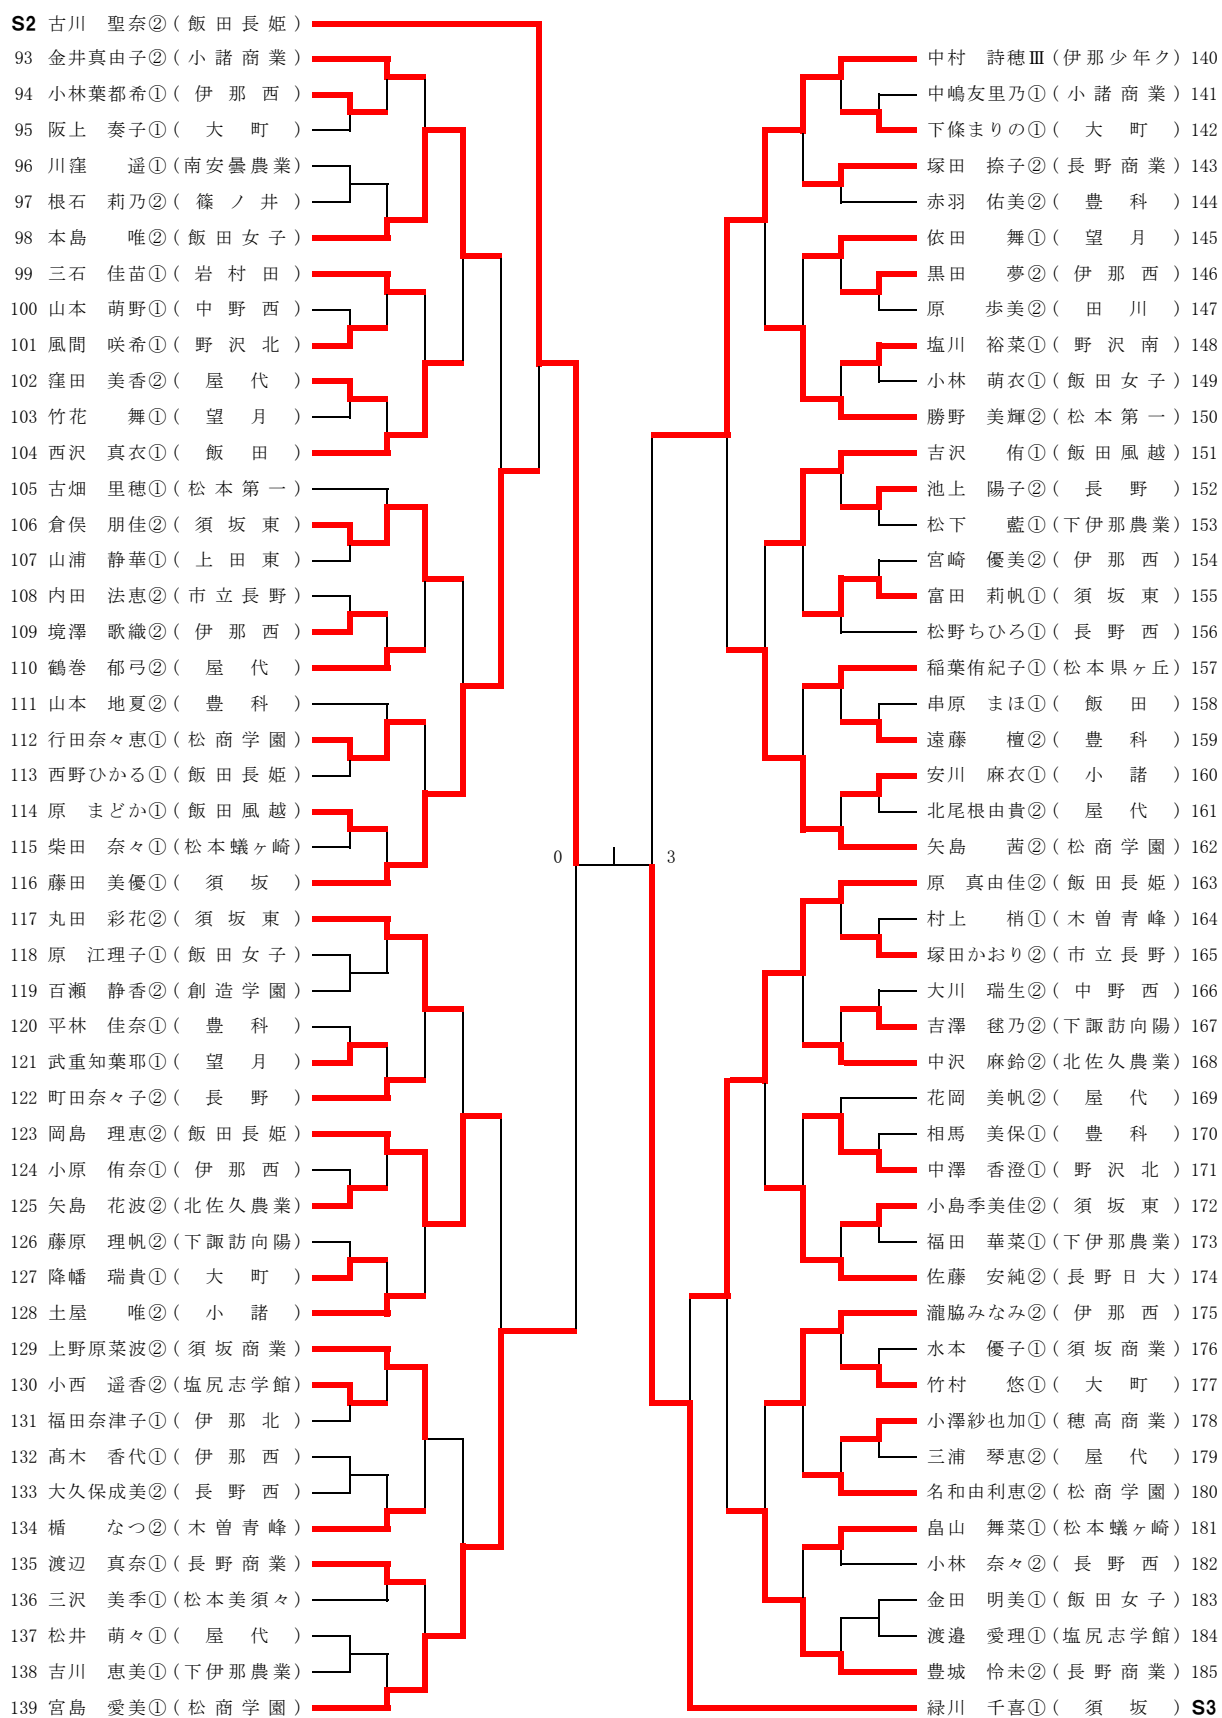 S2 古川 聖奈② ( 飯 田 長 姫 )
93 金井真由子② ( 小 諸 商 業 )
94 小林葉都希① ( 伊 那 西 )
95 阪上 奏子① ( 大 町 )
96 川窪 遥① (南安曇農業)
97 根石 莉乃② ( 篠 ノ 井 )
98 本島 唯② ( 飯 田 女 子 )
99 三石 佳苗① ( 岩 村 田 )
100 山本 萌野① ( 中 野 西 )
101 風間 咲希① ( 野 沢 北 )
102 窪田 美香② ( 屋 代 )
103 竹花 舞① ( 望 月 )
104 西沢 真衣① ( 飯 田 )
105 古畑 里穂① ( 松 本 第 一 )
106 倉俣 朋佳② ( 須 坂 東 )
107 山浦 静華① ( 上 田 東 )
108 内田 法恵② ( 市 立 長 野 )
109 境澤 歌織② ( 伊 那 西 )
110 鶴巻 郁弓② ( 屋 代 )
111 山本 地夏② ( 豊 科 )
112 行田奈々恵① ( 松 商 学 園 )
113 西野ひかる① ( 飯 田 長 姫 )
114 原 まどか① ( 飯 田 風 越 )
115 柴田 奈々① (松本蟻ヶ崎)
116 藤田 美優① ( 須 坂 )
117 丸田 彩花② ( 須 坂 東 )
118 原 江理子① ( 飯 田 女 子 )
119 百瀬 静香② ( 創 造 学 園 )
120 平林 佳奈① ( 豊 科 )
121 武重知葉耶① ( 望 月 )
122 町田奈々子② ( 長 野 )
123 岡島 理恵② ( 飯 田 長 姫 )
124 小原 侑奈① ( 伊 那 西 )
125 矢島 花波② (北佐久農業)
126 藤原 理帆② (下諏訪向陽)
127 降幡 瑞貴① ( 大 町 )
128 土屋 唯② ( 小 諸 )
129 上野原菜波② ( 須 坂 商 業 )
130 小西 遥香② (塩尻志学館)
131 福田奈津子① ( 伊 那 北 )
132 髙木 香代① ( 伊 那 西 )
133 大久保成美② ( 長 野 西 )
134 楯 なつ② ( 木 曽 青 峰 )
135 渡辺 真奈① ( 長 野 商 業 )
136 三沢 美季① (松本美須々)
137 松井 萌々① ( 屋 代 )
138 吉川 恵美① (下伊那農業)
139 宮島 愛美① ( 松 商 学 園 )
0 3
中村 詩穂Ⅲ (伊那少年ク) 140
中嶋友里乃① ( 小 諸 商 業 ) 141
下條まりの① ( 大 町 ) 142
塚田 捺子② ( 長 野 商 業 ) 143
赤羽 佑美② ( 豊 科 ) 144
依田 舞① ( 望 月 ) 145
黒田 夢② ( 伊 那 西 ) 146
原 歩美② ( 田 川 ) 147
塩川 裕菜① ( 野 沢 南 ) 148
小林 萌衣① ( 飯 田 女 子 ) 149
勝野 美輝② ( 松 本 第 一 ) 150
吉沢 侑① ( 飯 田 風 越 ) 151
池上 陽子② ( 長 野 ) 152
松下 藍① (下伊那農業) 153
宮崎 優美② ( 伊 那 西 ) 154
富田 莉帆① ( 須 坂 東 ) 155
松野ちひろ① ( 長 野 西 ) 156
稲葉侑紀子① (松本県ヶ丘) 157
串原 まほ① ( 飯 田 ) 158
遠藤 檀② ( 豊 科 ) 159
安川 麻衣① ( 小 諸 ) 160
北尾根由貴② ( 屋 代 ) 161
矢島 茜② ( 松 商 学 園 ) 162
原 真由佳② ( 飯 田 長 姫 ) 163
村上 梢① ( 木 曽 青 峰 ) 164
塚田かおり② ( 市 立 長 野 ) 165
大川 瑞生② ( 中 野 西 ) 166
吉澤 毬乃② (下諏訪向陽) 167
中沢 麻鈴② (北佐久農業) 168
花岡 美帆② ( 屋 代 ) 169
相馬 美保① ( 豊 科 ) 170
中澤 香澄① ( 野 沢 北 ) 171
小島季美佳② ( 須 坂 東 ) 172
福田 華菜① (下伊那農業) 173
佐藤 安純② ( 長 野 日 大 ) 174
瀧脇みなみ② ( 伊 那 西 ) 175
水本 優子① ( 須 坂 商 業 ) 176
竹村 悠① ( 大 町 ) 177
小澤紗也加① ( 穂 高 商 業 ) 178
三浦 琴恵② ( 屋 代 ) 179
名和由利恵② ( 松 商 学 園 ) 180
畠山 舞菜① (松本蟻ヶ崎) 181
小林 奈々② ( 長 野 西 ) 182
金田 明美① ( 飯 田 女 子 ) 183
渡邉 愛理① (塩尻志学館) 184
豊城 怜未② ( 長 野 商 業 ) 185
緑川 千喜① ( 須 坂 ) S3